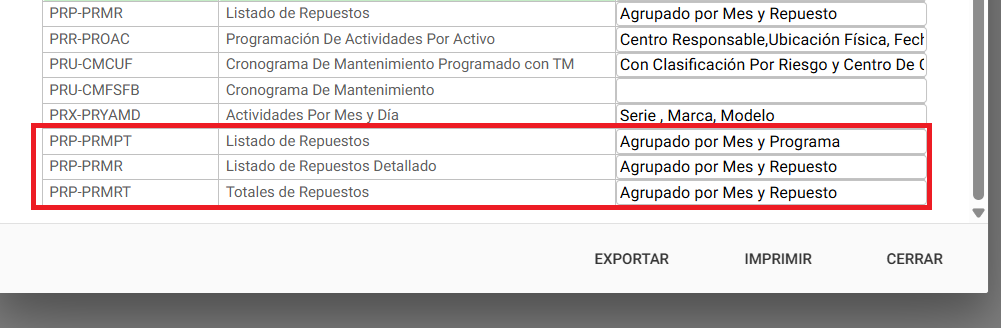 PRP-PRMR Listado de Repuestos Agrupado por Mes y Repuesto
PRR-PROAC Programación De Actividades Por Activo Centro Responsable,Ubicación Física, Fech
PRU-CMCUF Cronograma De Mantenimiento Programado con TM Con Clasificación Por Riesgo y Centro De C
PRU-CMFSFB Cronograma De Mantenimiento
PRX-PRYAMD Actividades Por Mes y Día Serie , Marca, Modelo
PRP-PRMPT Listado de Repuestos Agrupado por Mes y Programa
PRP-PRMR Listado de Repuestos Detallado Agrupado por Mes y Repuesto
PRP-PRMRT Totales de Repuestos Agrupado por Mes y Repuesto
EXPORTAR IMPRIMIR CERRAR